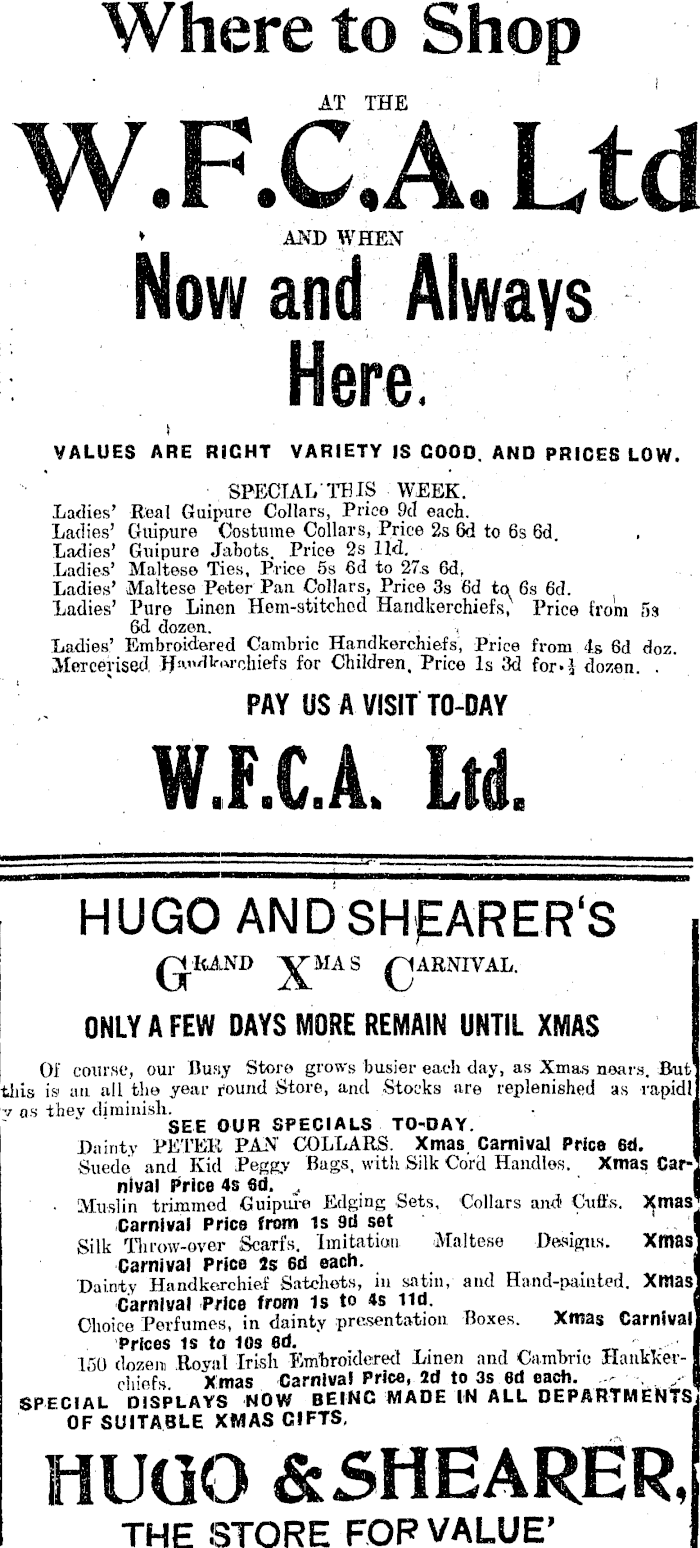 Where to Shop
AT THE
W.F.C.A. Ltd
AND WHEN
Now and Always
Here.
VALUES ARE RIGHT VARIETY IS GOOD, AND PRICES LOW.
SPECIAL THIS WEEK.
Ladies' Real Guipure Collars, Price 9d each.
Ladies' Guipure Costume Collars, Price 2s 6d to 6s 6d.
Ladies' Guipure Jabots, Price 2s 11d.
Ladies' Maltese Ties, Price 5s 6d to 27s 6d,
Ladies' Maltese Peter Pan Collars, Price 3s 6d to 6s 6d.
Ladies' Pure Linen Hem-stitched Handkerchiefs, Price from 5s
6d dozen.
Ladies' Embroidered Cambric Handkerchiefs, Price from 4s 6d doz.
Mercerised Handkerchiefs for Children, Price 1s 3d for ½ dozen.
PAY US A VISIT TO-DAY
W.F.C.A. Ltd.
HUGO AND SHEARER'S
GRAND XMAS CARNIVAL.
ONLY A FEW DAYS MORE REMAIN UNTIL XMAS
Of course, our Busy Store grows busier each day, as Xmas nears. But
this is an all the year round Store, and Stocks are replenished as rapidl
y as they diminish.
SEE OUR SPECIALS TO-DAY.
Dainty PETER PAN COLLARS. Xmas Carnival Price 6d.
Suede and Kid Peggy Bags, with Silk Cord Handles. Xmas Car-
nival Price 4s 6d.
Muslin trimmed Guipure Edging Sets, Collars and Cuffs. Xmas
Carnival Price from 1s 9d set
Silk Throw-over Scarfs, Imitation Maltese Designs. Xmas
Carnival Price 2s 6d each.
Dainty Handkerchief Satchets, in satin, and Hand-painted. Xmas
Carnival Price from 1s to 4s 11d.
Choice Perfumes, in dainty presentation Boxes. Xmas Carnival
Prices 1s to 10s 6d.
150 dozen Royal Irish Embroidered Linen and Cambric Hankker-
chiefs. Xmas Carnival Price, 2d to 3s 6d each.
SPECIAL DISPLAYS NOW BEING MADE IN ALL DEPARTMENTS
OF SUITABLE XMAS GIFTS.
HUGO & SHEARER,
THE STORE FOR VALUE'